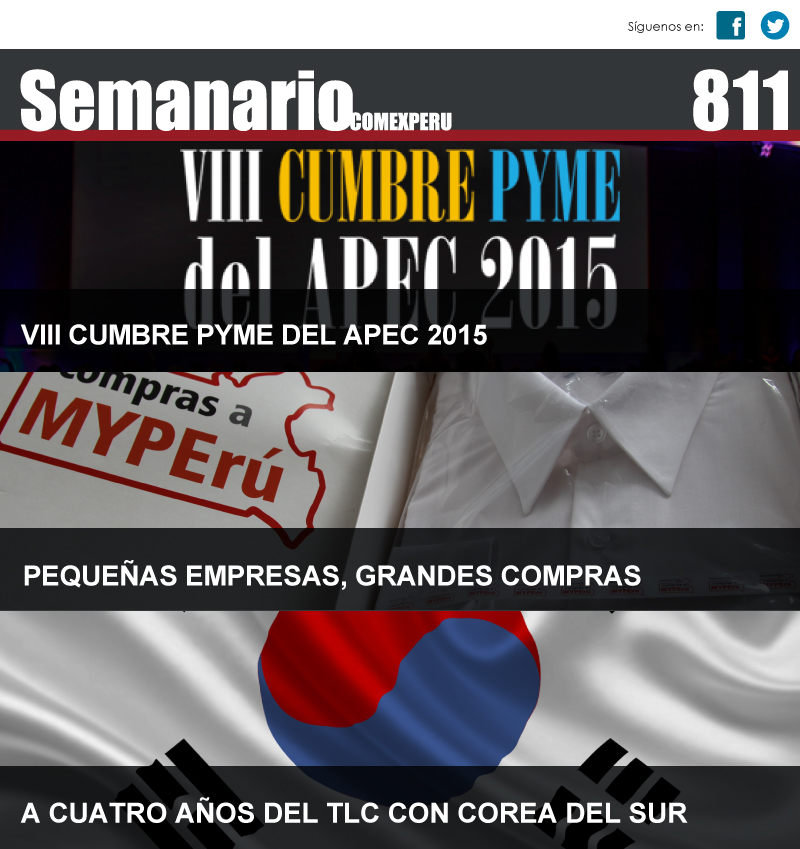 Síguenos en:
Semanario COMEXPERU
811
VIII CUMBRE PYME
del APEC 2015
VIII CUMBRE PYME DEL APEC 2015
compras a
MYPErú
PEQUEÑAS EMPRESAS, GRANDES COMPRAS
A CUATRO AÑOS DEL TLC CON COREA DEL SUR